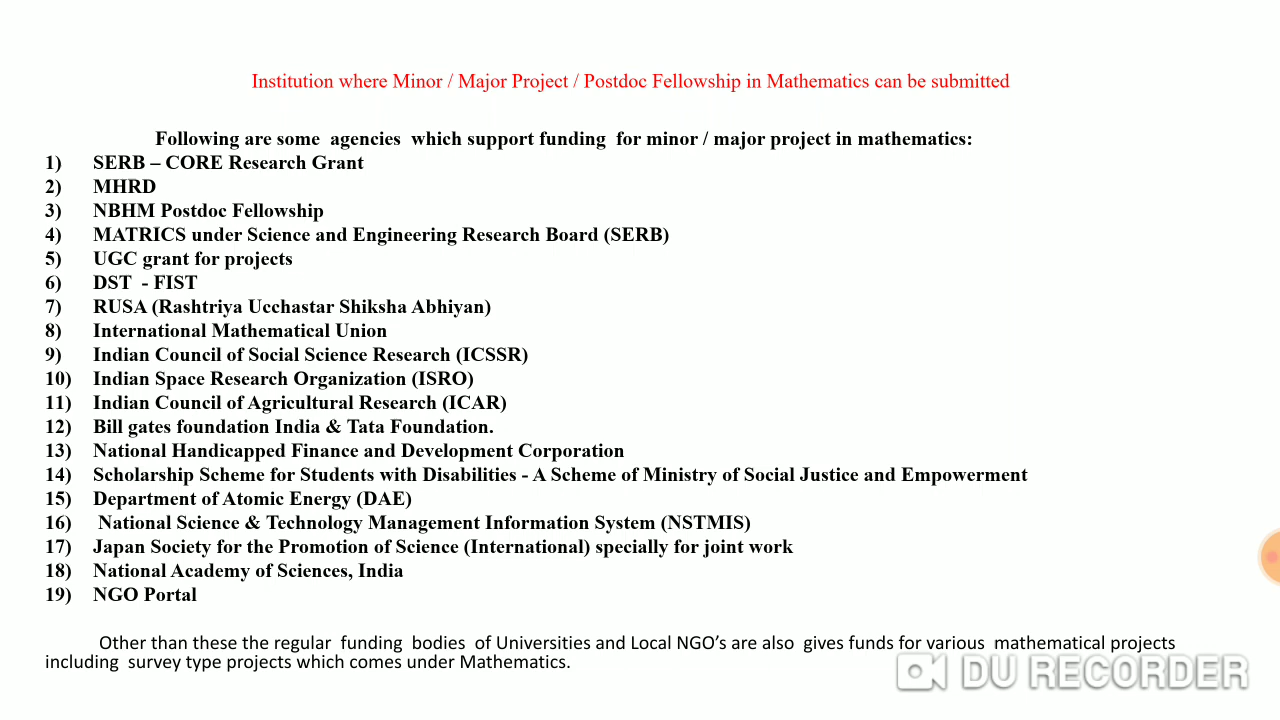 Institution where Minor / Major Project / Postdoc Fellowship in Mathematics can be submitted
Following are some agencies which support funding for minor / major project in mathematics:
1) SERB – CORE Research Grant
2) MHRD
3) NBHM Postdoc Fellowship
4) MATRICS under Science and Engineering Research Board (SERB)
5) UGC grant for projects
6) DST - FIST
7) RUSA (Rashtriya Ucchastar Shiksha Abhiyan)
8) International Mathematical Union
9) Indian Council of Social Science Research (ICSSR)
10) Indian Space Research Organization (ISRO)
11) Indian Council of Agricultural Research (ICAR)
12) Bill gates foundation India & Tata Foundation.
13) National Handicapped Finance and Development Corporation
14) Scholarship Scheme for Students with Disabilities - A Scheme of Ministry of Social Justice and Empowerment
15) Department of Atomic Energy (DAE)
16) National Science & Technology Management Information System (NSTMIS)
17) Japan Society for the Promotion of Science (International) specially for joint work
18) National Academy of Sciences, India
19) NGO Portal
Other than these the regular funding bodies of Universities and Local NGO’s are also gives funds for various mathematical projects
including survey type projects which comes under Mathematics.
DU RECORDER